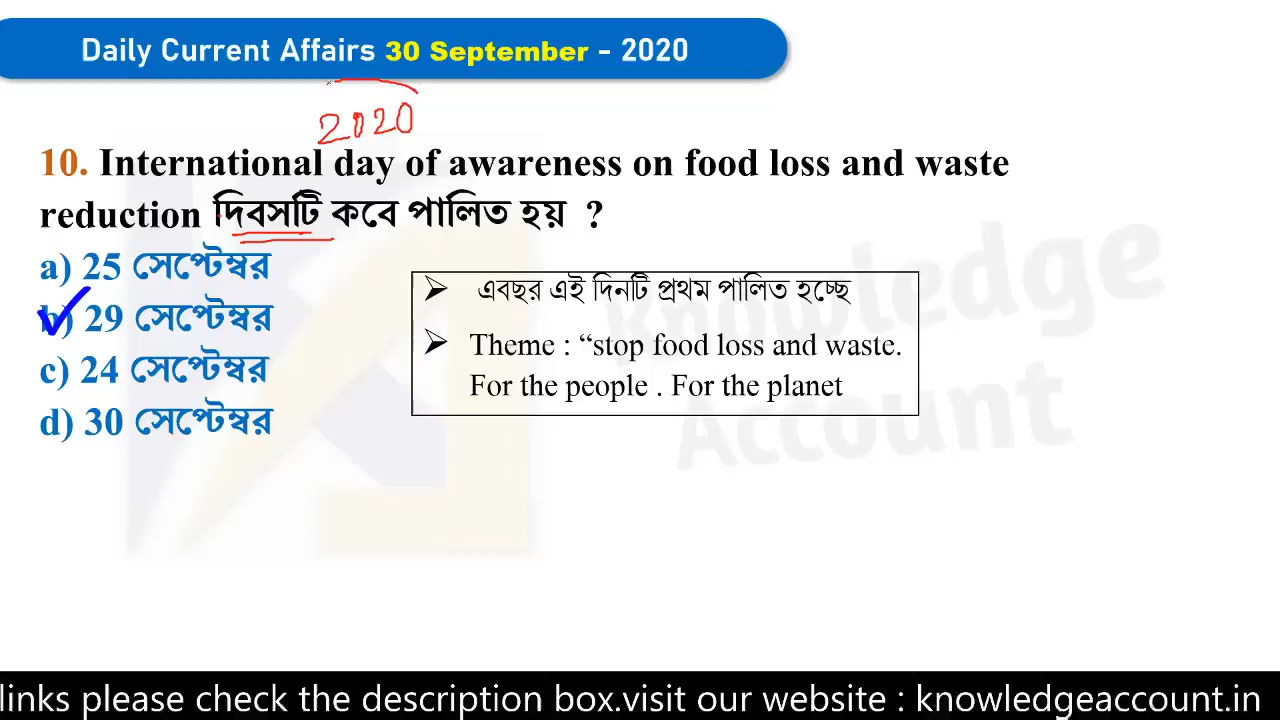 Daily Current Affairs 30 September - 2020
2020
10. International day of awareness on food loss and waste
reduction দিবসটি কবে পালিত হয় ?
a) 25 সেপ্টেম্বর
b) 29 সেপ্টেম্বর
c) 24 সেপ্টেম্বর
d) 30 সেপ্টেম্বর
➢ এবছর এই দিনটি প্রথম পালিত হচ্ছে
➢ Theme : “stop food loss and waste.
For the people . For the planet
Knowledge
Account
links please check the description box.visit our website : knowledgeaccount.in